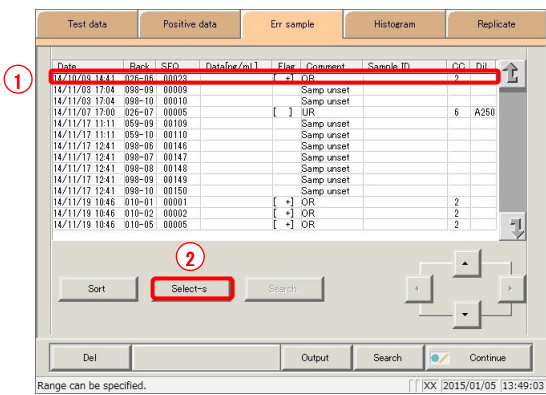 Test data Positive data Err sample Histogram Replicate
Date Rack SEQ Data[ng/mL] Flag Comment Sample ID CC Dil
1 14/10/09 14:41 026-06 00023 [ +] OR 2
14/11/03 17:04 098-09 00009 Samp unset
14/11/03 17:04 098-10 00010 Samp unset
14/11/07 17:00 026-07 00005 [ ] UR 6 A250
14/11/17 11:11 059-09 00109 Samp unset
14/11/17 11:11 059-10 00110 Samp unset
14/11/17 12:41 098-06 00146 Samp unset
14/11/17 12:41 098-07 00147 Samp unset
14/11/17 12:41 098-08 00148 Samp unset
14/11/17 12:41 098-09 00149 Samp unset
14/11/17 12:41 098-10 00150 Samp unset
14/11/19 10:46 010-01 00001 [ +] OR 2
14/11/19 10:46 010-02 00002 [ +] OR 2
14/11/19 10:46 010-05 00005 [ +] OR 2
2
Sort Select-s Search
Del Output Search Continue
Range can be specified. XX 2015/01/05 13:49:03